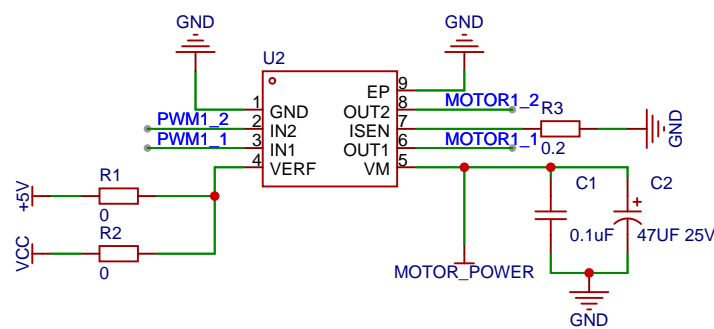 GND
GND
U2
EP
9
1
GND
OUT2
8
MOTOR1_2
R3
PWM1_2
2
IN2
ISEN
7
GND
PWM1_1
3
IN1
OUT1
6
MOTOR1_1
0.2
4
VERF
VM
5
+5V
R1
0
C1
C2
+
VCC
R2
0
0.1uF
47UF 25V
MOTOR_POWER
GND